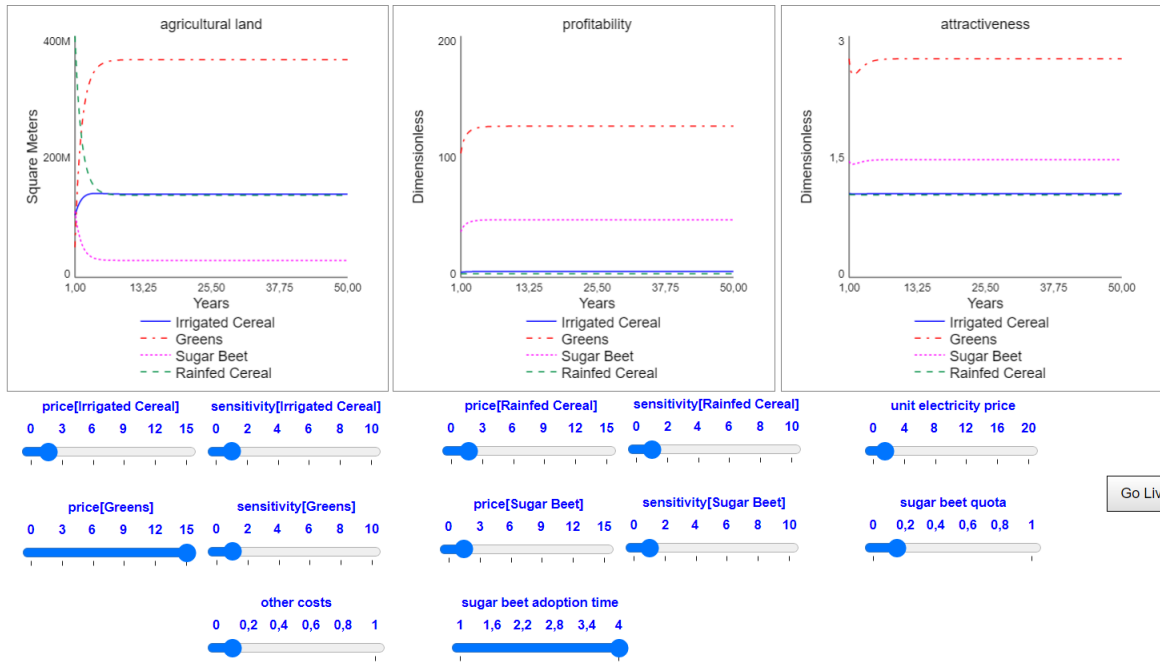 agricultural land
400M
200M
0
Square Meters
1,00 13,25 25,50 37,75 50,00
Years
Irrigated Cereal
Greens
Sugar Beet
Rainfed Cereal
profitability
200
100
0
Dimensionless
1,00 13,25 25,50 37,75 50,00
Years
Irrigated Cereal
Greens
Sugar Beet
Rainfed Cereal
attractiveness
3
1,5
0
Dimensionless
1,00 13,25 25,50 37,75 50,00
Years
Irrigated Cereal
Greens
Sugar Beet
Rainfed Cereal
price[Irrigated Cereal]
0 3 6 9 12 15
sensitivity[Irrigated Cereal]
0 2 4 6 8 10
price[Rainfed Cereal]
0 3 6 9 12 15
sensitivity[Rainfed Cereal]
0 2 4 6 8 10
unit electricity price
0 4 8 12 16 20
price[Greens]
0 3 6 9 12 15
sensitivity[Greens]
0 2 4 6 8 10
price[Sugar Beet]
0 3 6 9 12 15
sensitivity[Sugar Beet]
0 2 4 6 8 10
sugar beet quota
0 0,2 0,4 0,6 0,8 1
Go Liv
other costs
0 0,2 0,4 0,6 0,8 1
sugar beet adoption time
1 1,6 2,2 2,8 3,4 4